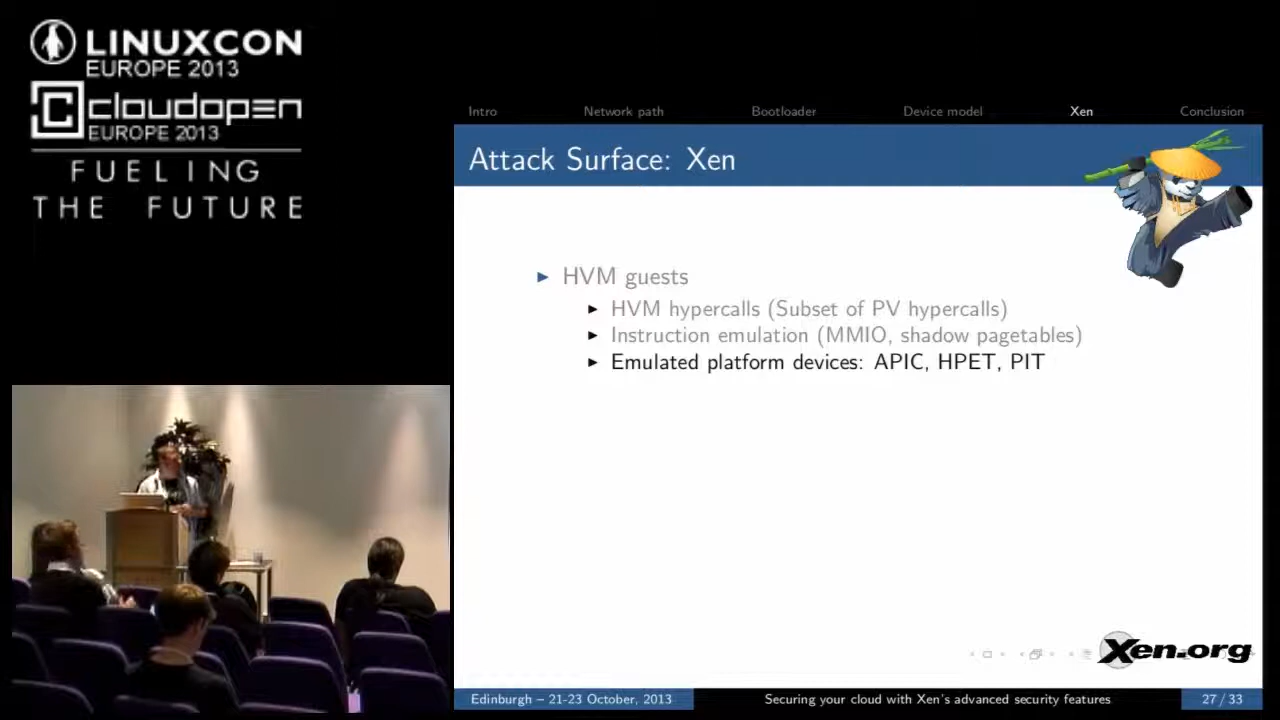 LINUXCON
EUROPE 2013
cloudopen
EUROPE 2013
FUELING
THE FUTURE
Intro Network path Bootloader Device model Xen Conclusion
Attack Surface: Xen
HVM guests
HVM hypercalls (Subset of PV hypercalls)
Instruction emulation (MMIO, shadow pagetables)
Emulated platform devices: APIC, HPET, PIT
Xen.org
Edinburgh – 21-23 October, 2013 Securing your cloud with Xen's advanced security features 27 / 33